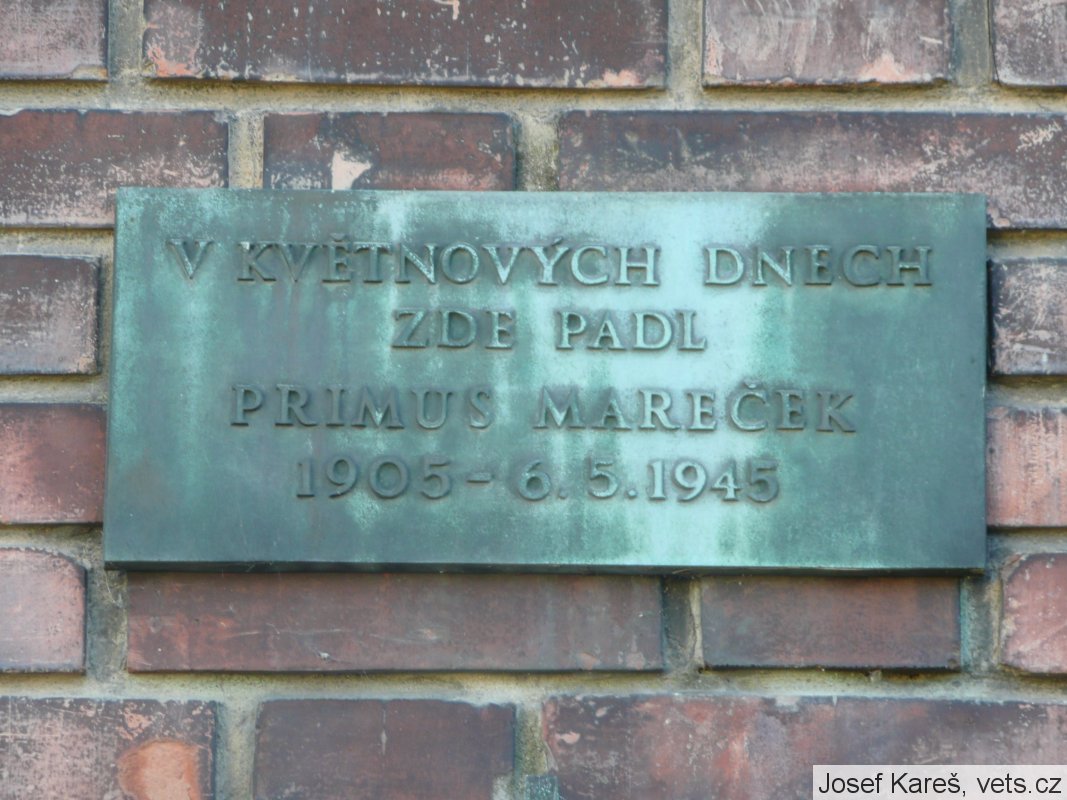 V KVĚTNOVÝCH DNECH
ZDE PADL
PRIMUS MAREČEK
1905 - 6. 5. 1945
Josef Kareš, vets.cz